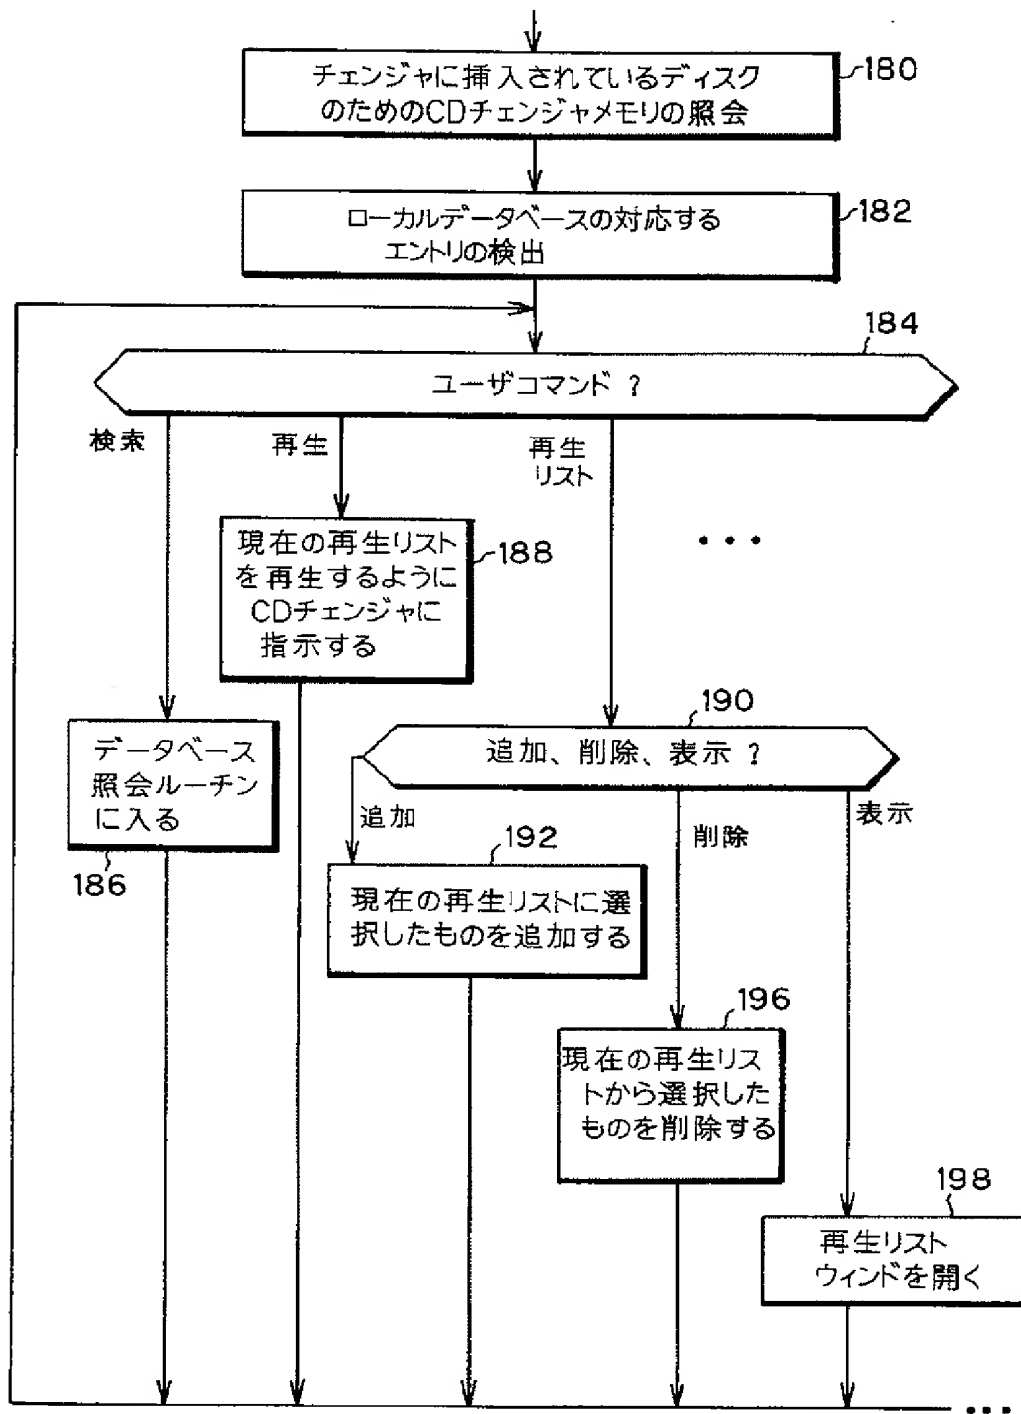 チェンジャに挿入されているディスク
のためのCDチェンジャメモリの照会
180
ローカルデータベースの対応する
エントリの検出
182
184
ユーザコマンド ?
検索
再生
再生
リスト
現在の再生リスト
を再生するように
CDチェンジャに
指示する
188
データベース
照会ルーチン
に入る
186
190
追加、削除、表示 ?
追加
削除
表示
192
現在の再生リストに選
択したものを追加する
196
現在の再生リス
トから選択した
ものを削除する
198
再生リスト
ウィンドを開く